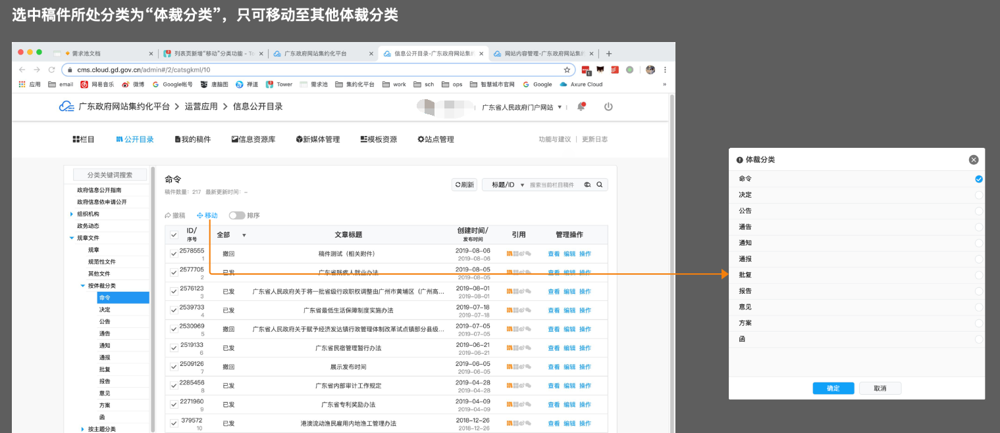 选中稿件所处分类为“体裁分类”，只可移动至其他体裁分类
需求池文档
列表页新增“移动”分类功能 - To
广东政府网站集约化平台
信息公开目录-广东政府网站集约
网站内容管理-广东政府网站集约
cms.cloud.gd.gov.cn/admin#/2/catsgkml/10
应用 email 网易音乐 微博 Google帐号 唐脑图 禅道 Tower 需求池 集约化平台 work sch ops 智慧城市官网 Google Axure Cloud »
广东政府网站集约化平台 > 运营应用 > 信息公开目录
广东省人民政府门户网站
栏目 公开目录 我的稿件 信息资源库 新媒体管理 模板资源 站点管理
功能与建议 | 更新日志
分类关键词搜索
政府信息公开指南
政府信息依申请公开
组织机构
政务动态
规章文件
规章
规范性文件
其他文件
按体裁分类
命令
决定
公告
通告
通知
通报
批复
报告
意见
方案
函
按主题分类
命令
稿件数量：217 最新更新时间：-
刷新
标题/ID 搜索当前栏目稿件
撤稿 移动 排序
ID/序号 全部 文章标题 创建时间/发布时间 引用 管理操作
2578555 撤回 稿件测试（相关附件） 2019-08-06 查看 编辑 操作
1 2019-08-06
2577705 已发 广东省残疾人就业办法 2019-08-05 查看 编辑 操作
2 2019-08-05
2576123 已发 广东省人民政府关于将一批省级行政职权调整由广州市黄埔区（广州高... 2019-08-01 查看 编辑 操作
3 2019-08-01
2539733 已发 广东省最低生活保障制度实施办法 2019-07-18 查看 编辑 操作
4 2019-07-18
2530969 撤回 广东省人民政府关于赋予经济发达镇行政管理体制改革试点镇部分县级... 2019-07-05 查看 编辑 操作
5 2019-07-05
2519133 已发 广东省民宿管理暂行办法 2019-06-21 查看 编辑 操作
6 2019-06-21
2509126 撤回 展示发布时间 2019-06-05 查看 编辑 操作
7 2019-06-05
2285456 已发 广东省内部审计工作规定 2019-04-28 查看 编辑 操作
8 2019-04-28
2271960 已发 广东省专利奖励办法 2019-04-09 查看 编辑 操作
9 2019-04-09
379572 已发 港澳流动渔民雇用内地渔工管理办法 2018-12-26 查看 编辑 操作
10 2018-12-26
体裁分类
命令
决定
公告
通告
通知
通报
批复
报告
意见
方案
函
确定 取消